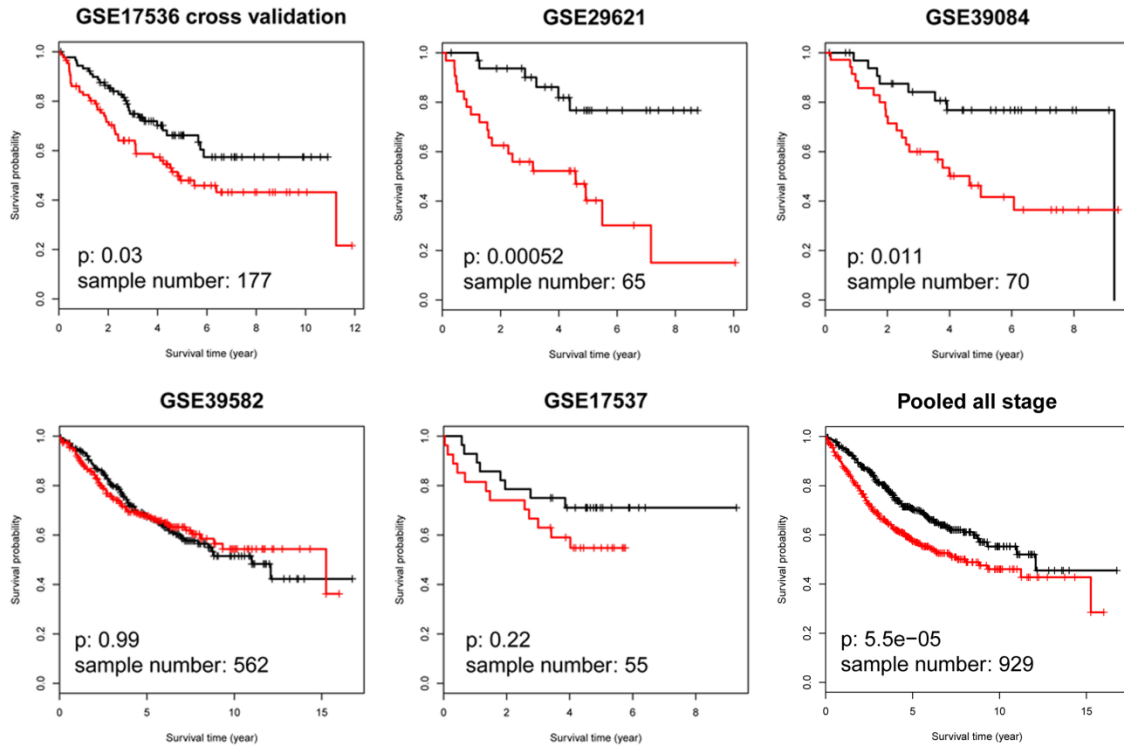 GSE17536 cross validation
Survival probability
1.0
0.8
0.6
0.4
0.2
0.0
p: 0.03
sample number: 177
0 2 4 6 8 10 12
Survival time (year)
GSE29621
Survival probability
1.0
0.8
0.6
0.4
0.2
0.0
p: 0.00052
sample number: 65
0 2 4 6 8 10
Survival time (year)
GSE39084
Survival probability
1.0
0.8
0.6
0.4
0.2
0.0
p: 0.011
sample number: 70
0 2 4 6 8
Survival time (year)
GSE39582
Survival probability
1.0
0.8
0.6
0.4
0.2
0.0
p: 0.99
sample number: 562
0 5 10 15
Survival time (year)
GSE17537
Survival probability
1.0
0.8
0.6
0.4
0.2
0.0
p: 0.22
sample number: 55
0 2 4 6 8
Survival time (year)
Pooled all stage
Survival probability
1.0
0.8
0.6
0.4
0.2
0.0
p: 5.5e−05
sample number: 929
0 5 10 15
Survival time (year)